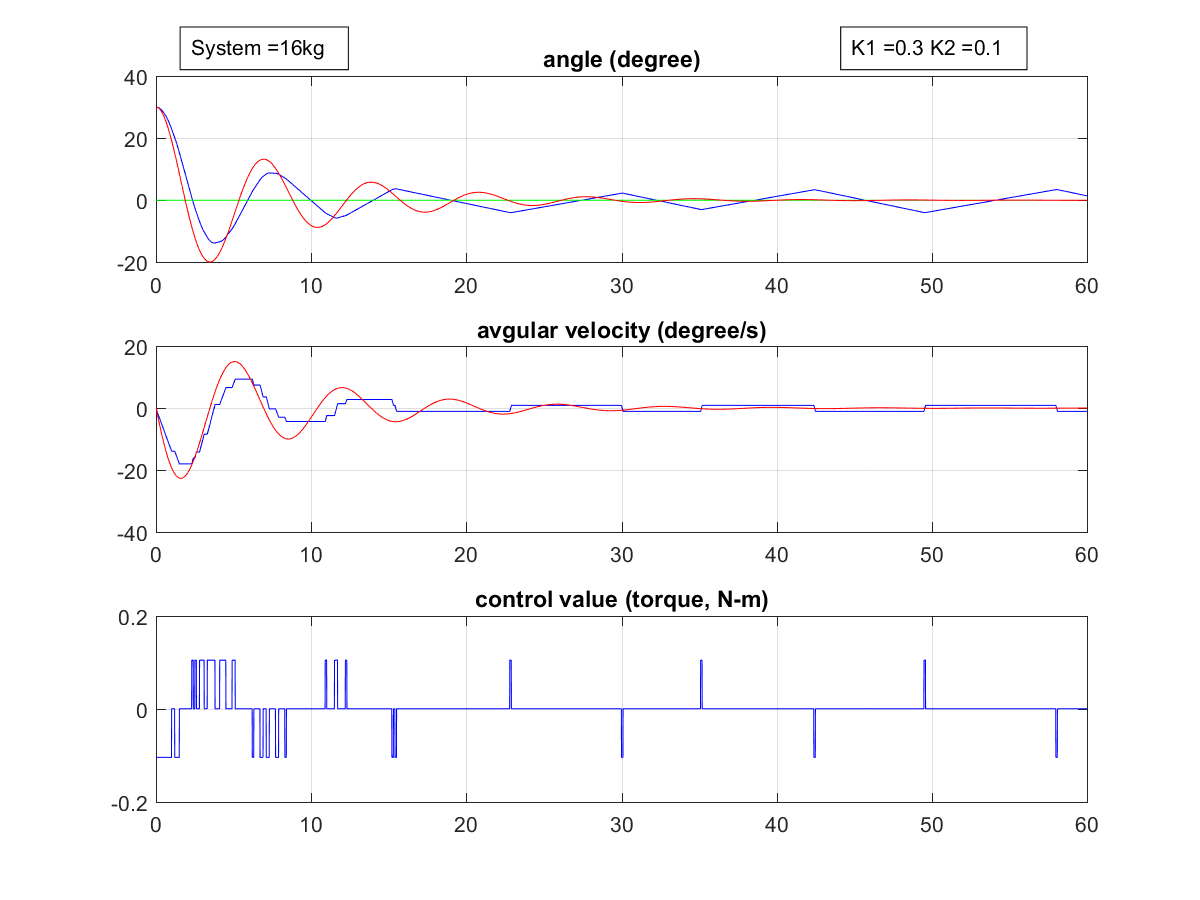 System =16kg
K1 =0.3 K2 =0.1
angle (degree)
40
20
0
-20
0 10 20 30 40 50 60
avgular velocity (degree/s)
20
0
-20
-40
0 10 20 30 40 50 60
control value (torque, N-m)
0.2
0
-0.2
0 10 20 30 40 50 60